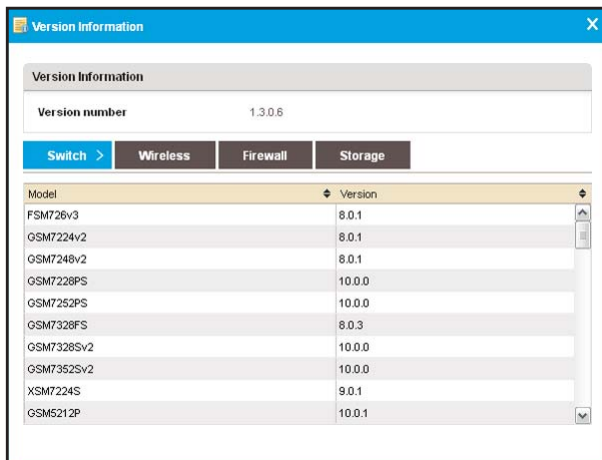 Version Information
X
Version Information
Version number 1.3.0.6
Switch > Wireless Firewall Storage
Model Version
FSM726v3 8.0.1
GSM7224v2 8.0.1
GSM7248v2 8.0.1
GSM7228PS 10.0.0
GSM7252PS 10.0.0
GSM7328FS 8.0.3
GSM7328Sv2 10.0.0
GSM7352Sv2 10.0.0
XSM7224S 9.0.1
GSM5212P 10.0.1